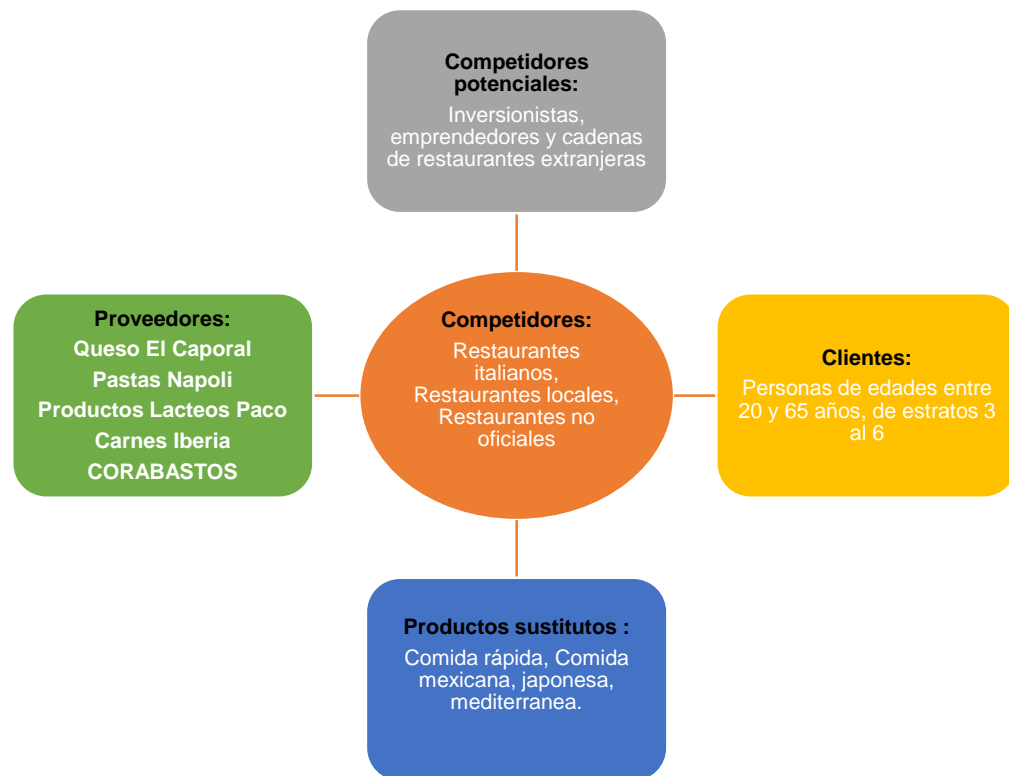 Competidores
potenciales:
Inversionistas,
emprendedores y cadenas
de restaurantes extranjeras
Proveedores:
Queso El Caporal
Pastas Napoli
Productos Lacteos Paco
Carnes Iberia
CORABASTOS
Competidores:
Restaurantes
italianos,
Restaurantes locales,
Restaurantes no
oficiales
Clientes:
Personas de edades entre
20 y 65 años, de estratos 3
al 6
Productos sustitutos :
Comida rápida, Comida
mexicana, japonesa,
mediterranea.